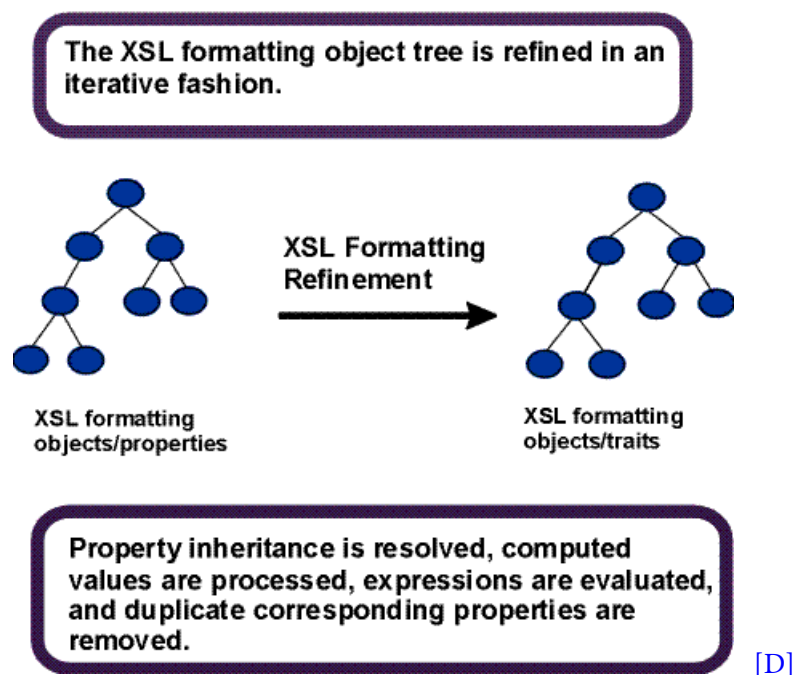 The XSL formatting object tree is refined in an
iterative fashion.
XSL Formatting
Refinement
XSL formatting
objects/properties
XSL formatting
objects/traits
Property inheritance is resolved, computed
values are processed, expressions are evaluated,
and duplicate corresponding properties are
removed.
[D]